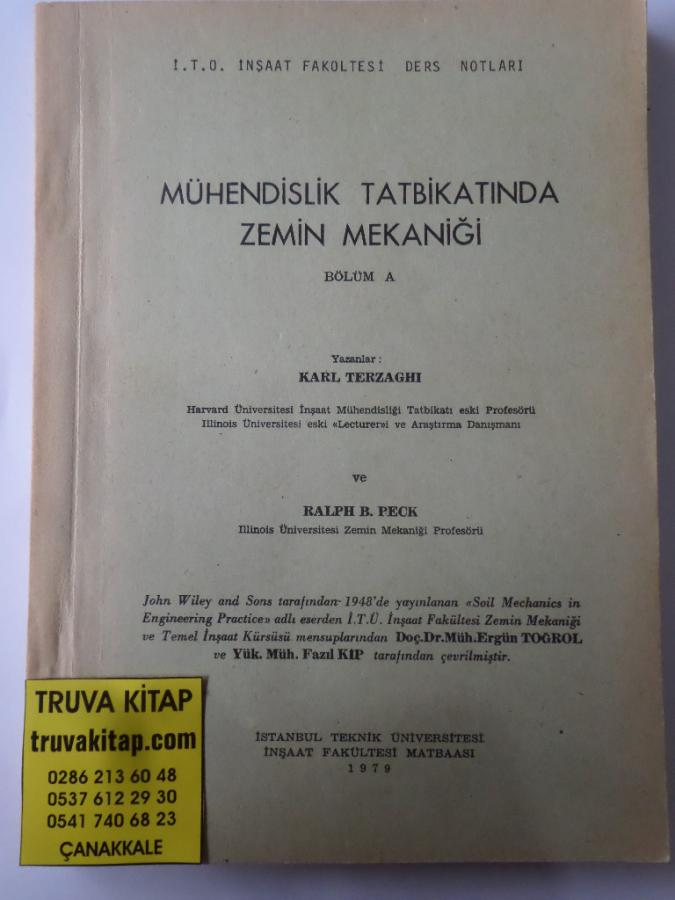 İ.T.Ü. İNŞAAT FAKÜLTESİ DERS NOTLARI
MÜHENDİSLİK TATBİKATINDA
ZEMİN MEKANİĞİ
BÖLÜM A
Yazanlar :
KARL TERZAGHI
Harvard Üniversitesi İnşaat Mühendisliği Tatbikatı eski Profesörü
Illinois Üniversitesi eski «Lecturer»i ve Araştırma Danışmanı
ve
RALPH B. PECK
Illinois Üniversitesi Zemin Mekaniği Profesörü
John Wiley and Sons tarafından 1948'de yayınlanan «Soil Mechanics in
Engineering Practice» adlı eserden İ.T.Ü. İnşaat Fakültesi Zemin Mekaniği
ve Temel İnşaat Kürsüsü mensuplarından Doç.Dr.Müh.Ergün TOĞROL
ve Yük. Müh. Fazıl KİP tarafından çevrilmiştir.
İSTANBUL TEKNİK ÜNİVERSİTESİ
İNŞAAT FAKÜLTESİ MATBAASI
1979
TRUVA KİTAP
truvakitap.com
0286 213 60 48
0537 612 29 30
0541 740 68 23
ÇANAKKALE